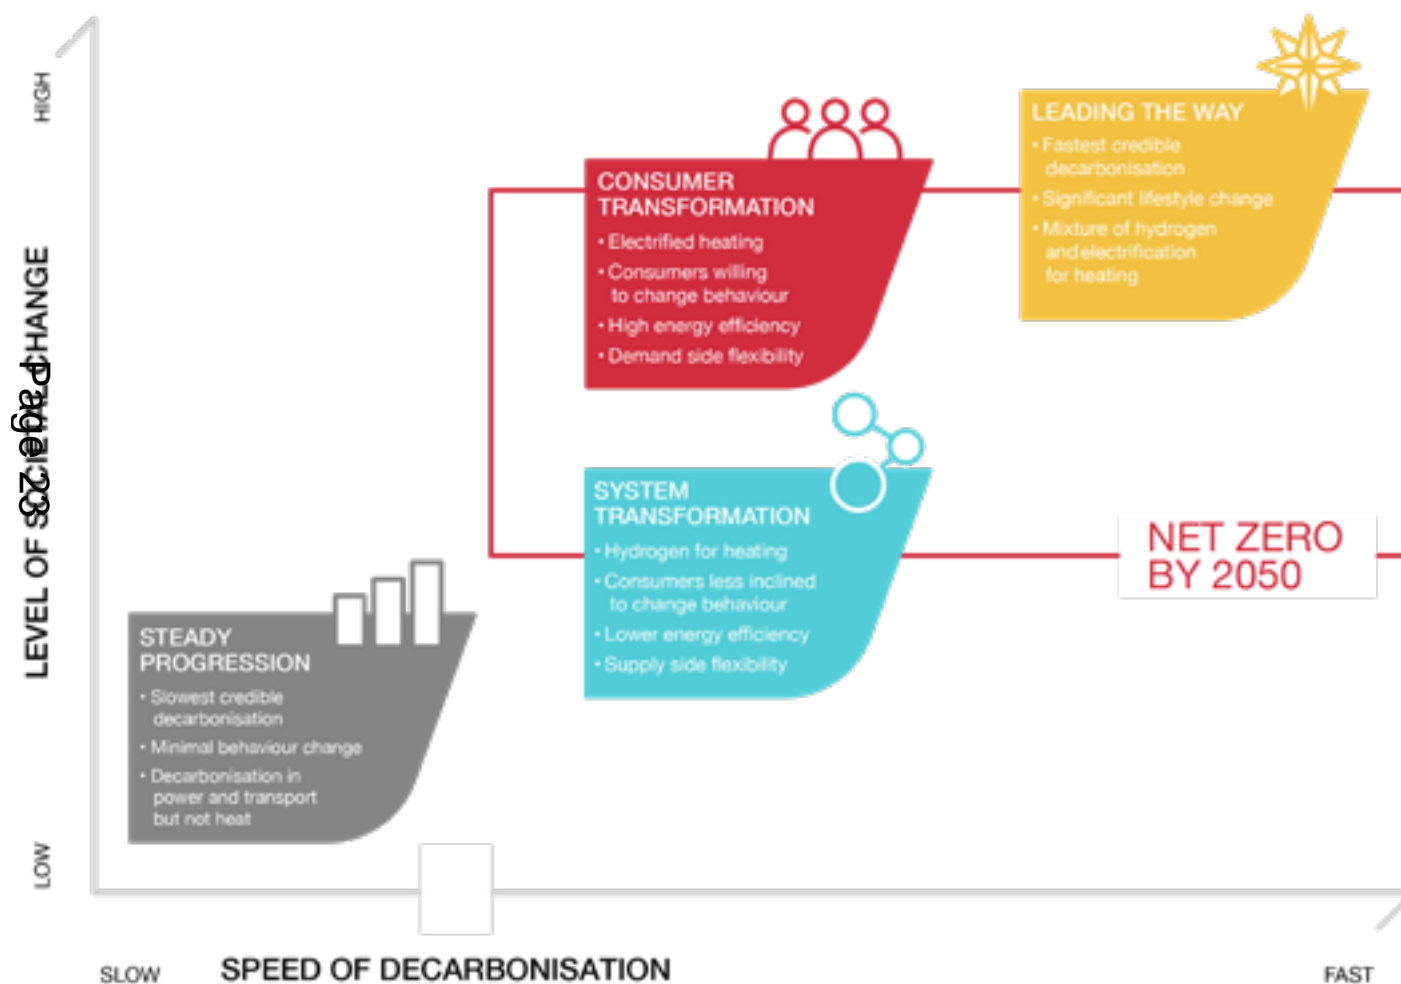 HIGH
LEVEL OF SOCIETAL CHANGE
Page 23
LOW
LEADING THE WAY
• Fastest credible
decarbonisation
• Significant lifestyle change
• Mixture of hydrogen
and electrification
for heating
CONSUMER
TRANSFORMATION
• Electrified heating
• Consumers willing
to change behaviour
• High energy efficiency
• Demand side flexibility
SYSTEM
TRANSFORMATION
• Hydrogen for heating
• Consumers less inclined
to change behaviour
• Lower energy efficiency
• Supply side flexibility
NET ZERO
BY 2050
STEADY
PROGRESSION
• Slowest credible
decarbonisation
• Minimal behaviour change
• Decarbonisation in
power and transport
but not heat
SLOW
SPEED OF DECARBONISATION
FAST